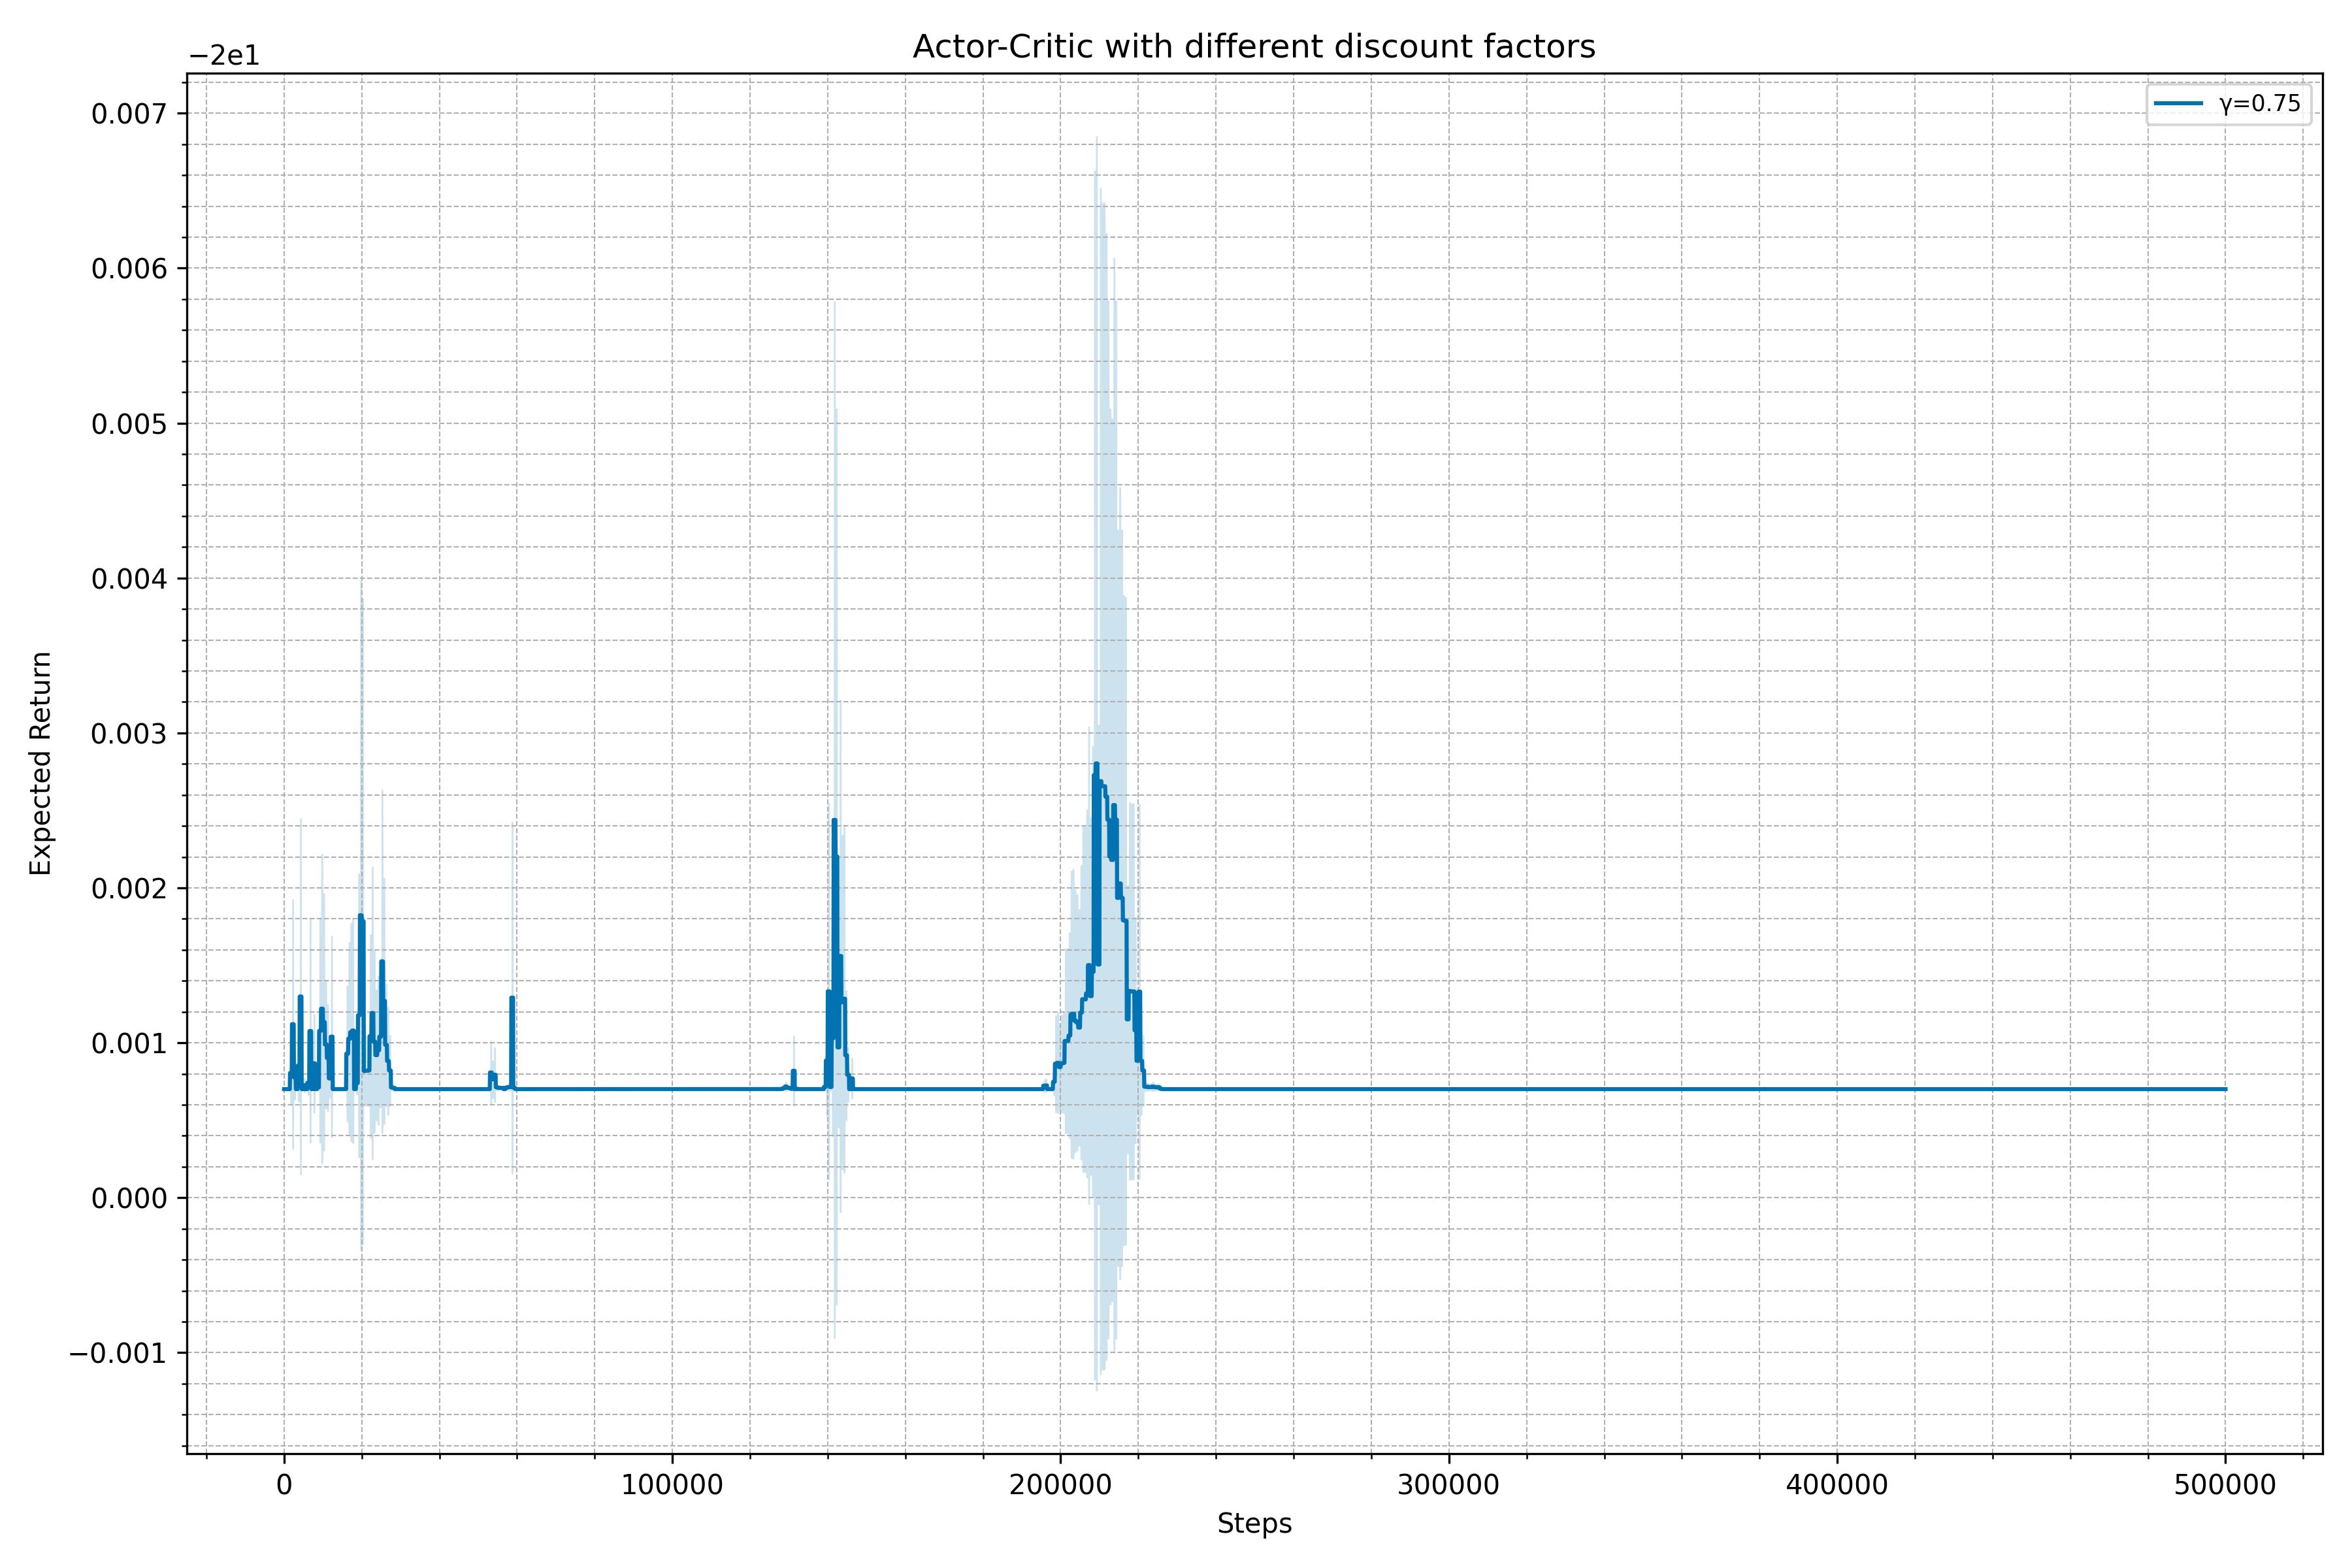 Actor-Critic with different discount factors
−2e1
γ=0.75
0.007
0.006
0.005
0.004
0.003
0.002
0.001
0.000
−0.001
Expected Return
0 100000 200000 300000 400000 500000
Steps